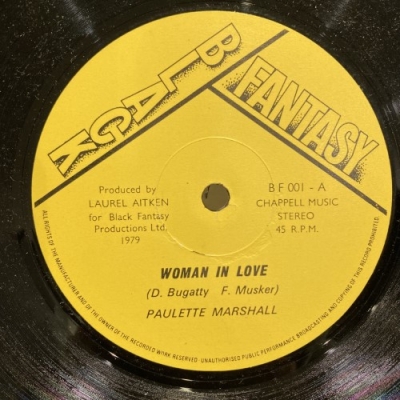 BLACK
FANTASY
Produced by
LAUREL AITKEN
for Black Fantasy
Productions Ltd.
1979
B F 001 - A
CHAPPELL MUSIC
STEREO
45 R.P.M.
WOMAN IN LOVE
(D. Bugatty F. Musker)
PAULETTE MARSHALL
ALL RIGHTS OF THE MANUFACTURER AND OF THE OWNER OF THE RECORDED WORK RESERVED - UNAUTHORISED PUBLIC PERFORMANCE BROADCASTING AND COPYING OF THIS RECORD PROHIBITED.